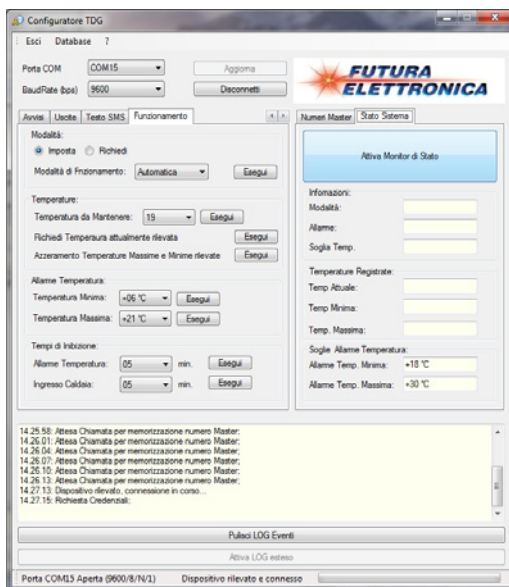 Configuratore TDG
Esci Database ?
Porta COM COM15 Aggiorna
BaudRate (bps) 9600 Disconnetti
FUTURA
ELETTRONICA
Avvisi Uscite Testo SMS Funzionamento
Numeri Master Stato Sistema
Modalità:
Imposta Richiedi
Modalità di Fnzionamento: Automatica Esegui
Temperature:
Temperatura da Mantenere: 19 Esegui
Richiedi Temperaura attualmente rilevata Esegui
Azzeramento Temperature Massime e Minime rilevate Esegui
Allarme Temperatura:
Temperatura Minima: +06 °C Esegui
Temperatura Massima: +21 °C Esegui
Tempi di Inibizione:
Allarme Temperatura: 05 min. Esegui
Ingresso Caldaia: 05 min. Esegui
Attiva Monitor di Stato
Infomazioni:
Modalità:
Allarme:
Soglia Temp.
Temperature Registrate:
Temp Attuale:
Temp Minima:
Temp. Massima:
Soglie Allarme Temperatura:
Allarme Temp. Minima: +18 °C
Allarme Temp. Massima: +30 °C
14.25.58: Attesa Chiamata per memorizzazione numero Master;
14.26.01: Attesa Chiamata per memorizzazione numero Master;
14.26.04: Attesa Chiamata per memorizzazione numero Master;
14.26.07: Attesa Chiamata per memorizzazione numero Master;
14.26.10: Attesa Chiamata per memorizzazione numero Master;
14.26.13: Attesa Chiamata per memorizzazione numero Master;
14.27.13: Dispositivo rilevato, connessione in corso...
14.27.15: Richiesta Credenziali;
Pulisci LOG Eventi
Attiva LOG esteso
Porta COM15 Aperta (9600/8/N/1) Dispositivo rilevato e connesso